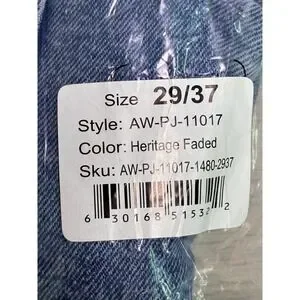 Size 29/37
Style: AW-PJ-11017
Color: Heritage Faded
Sku: AW-PJ-11017-1480-2937
6 30168 51532 2